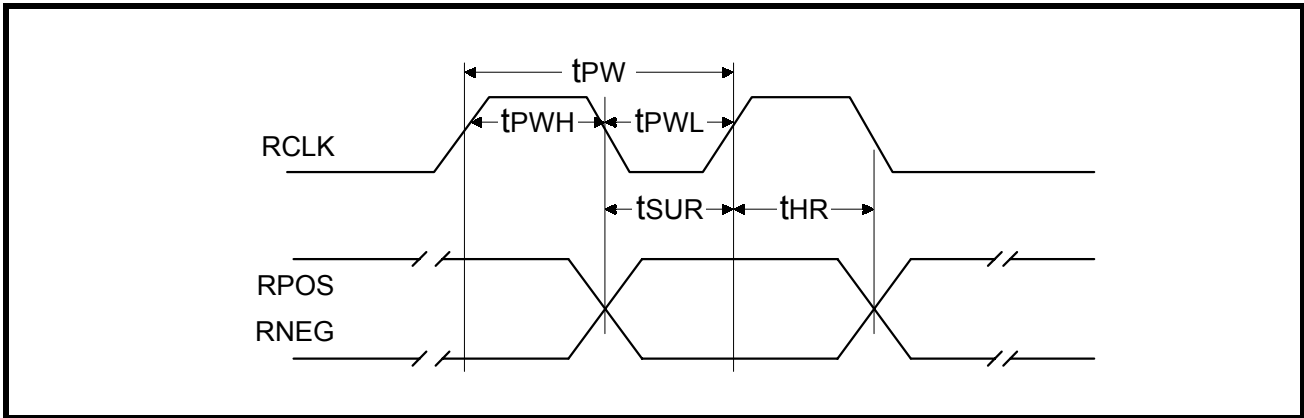 tPW
tPWH tPWL
RCLK
tSUR tHR
RPOS
RNEG